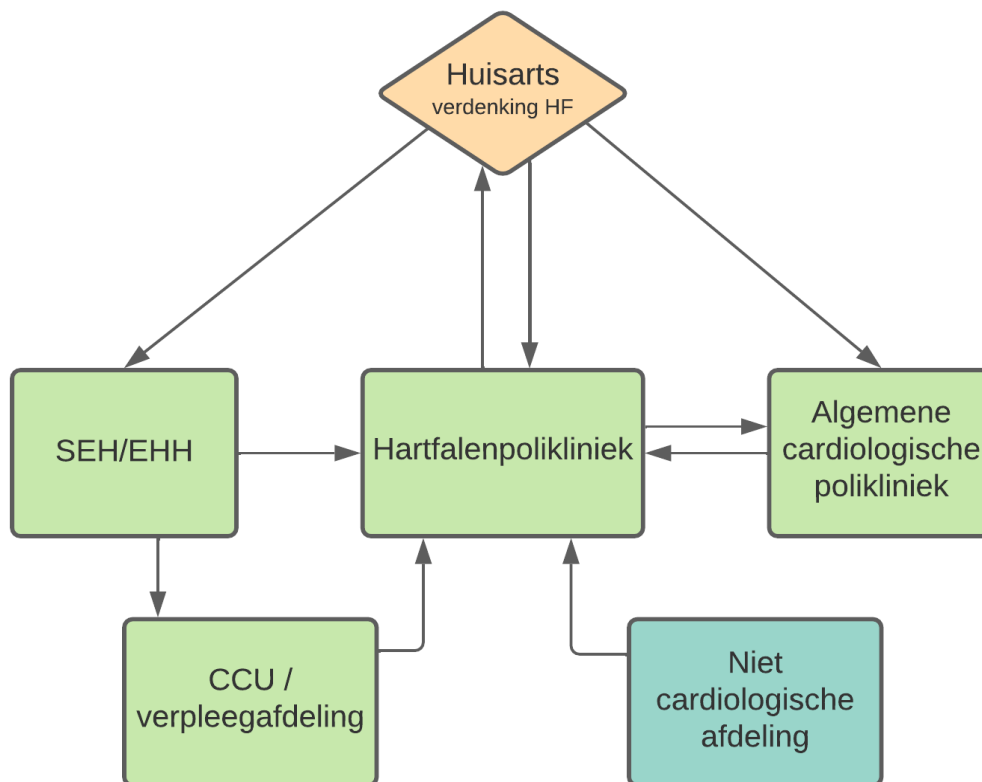 Huisarts
verdenking HF
SEH/EHH
Hartfalenpolikliniek
Algemene
cardiologische
polikliniek
CCU /
verpleegafdeling
Niet
cardiologische
afdeling